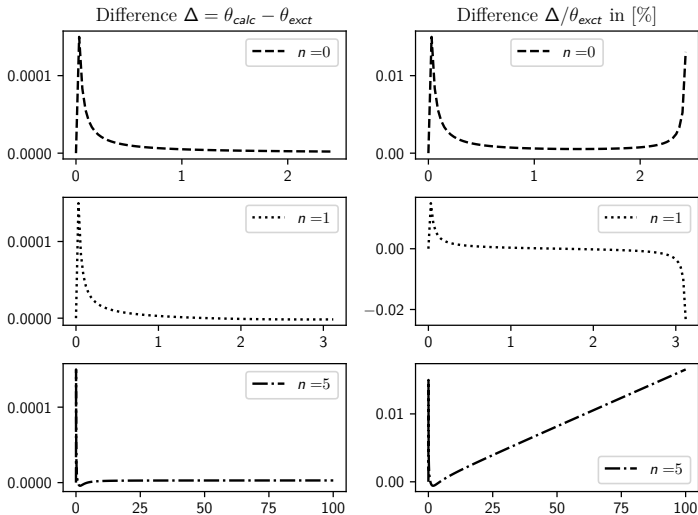 Difference Δ = θcalc − θexct
Difference Δ/θexct in [%]
0.0001
0.0000
n =0
0 1 2
0.01
0.00
n =0
0 1 2
0.0001
0.0000
n =1
0 1 2 3
0.00
−0.02
n =1
0 1 2 3
0.0001
0.0000
n =5
0 25 50 75 100
0.01
0.00
n =5
0 25 50 75 100